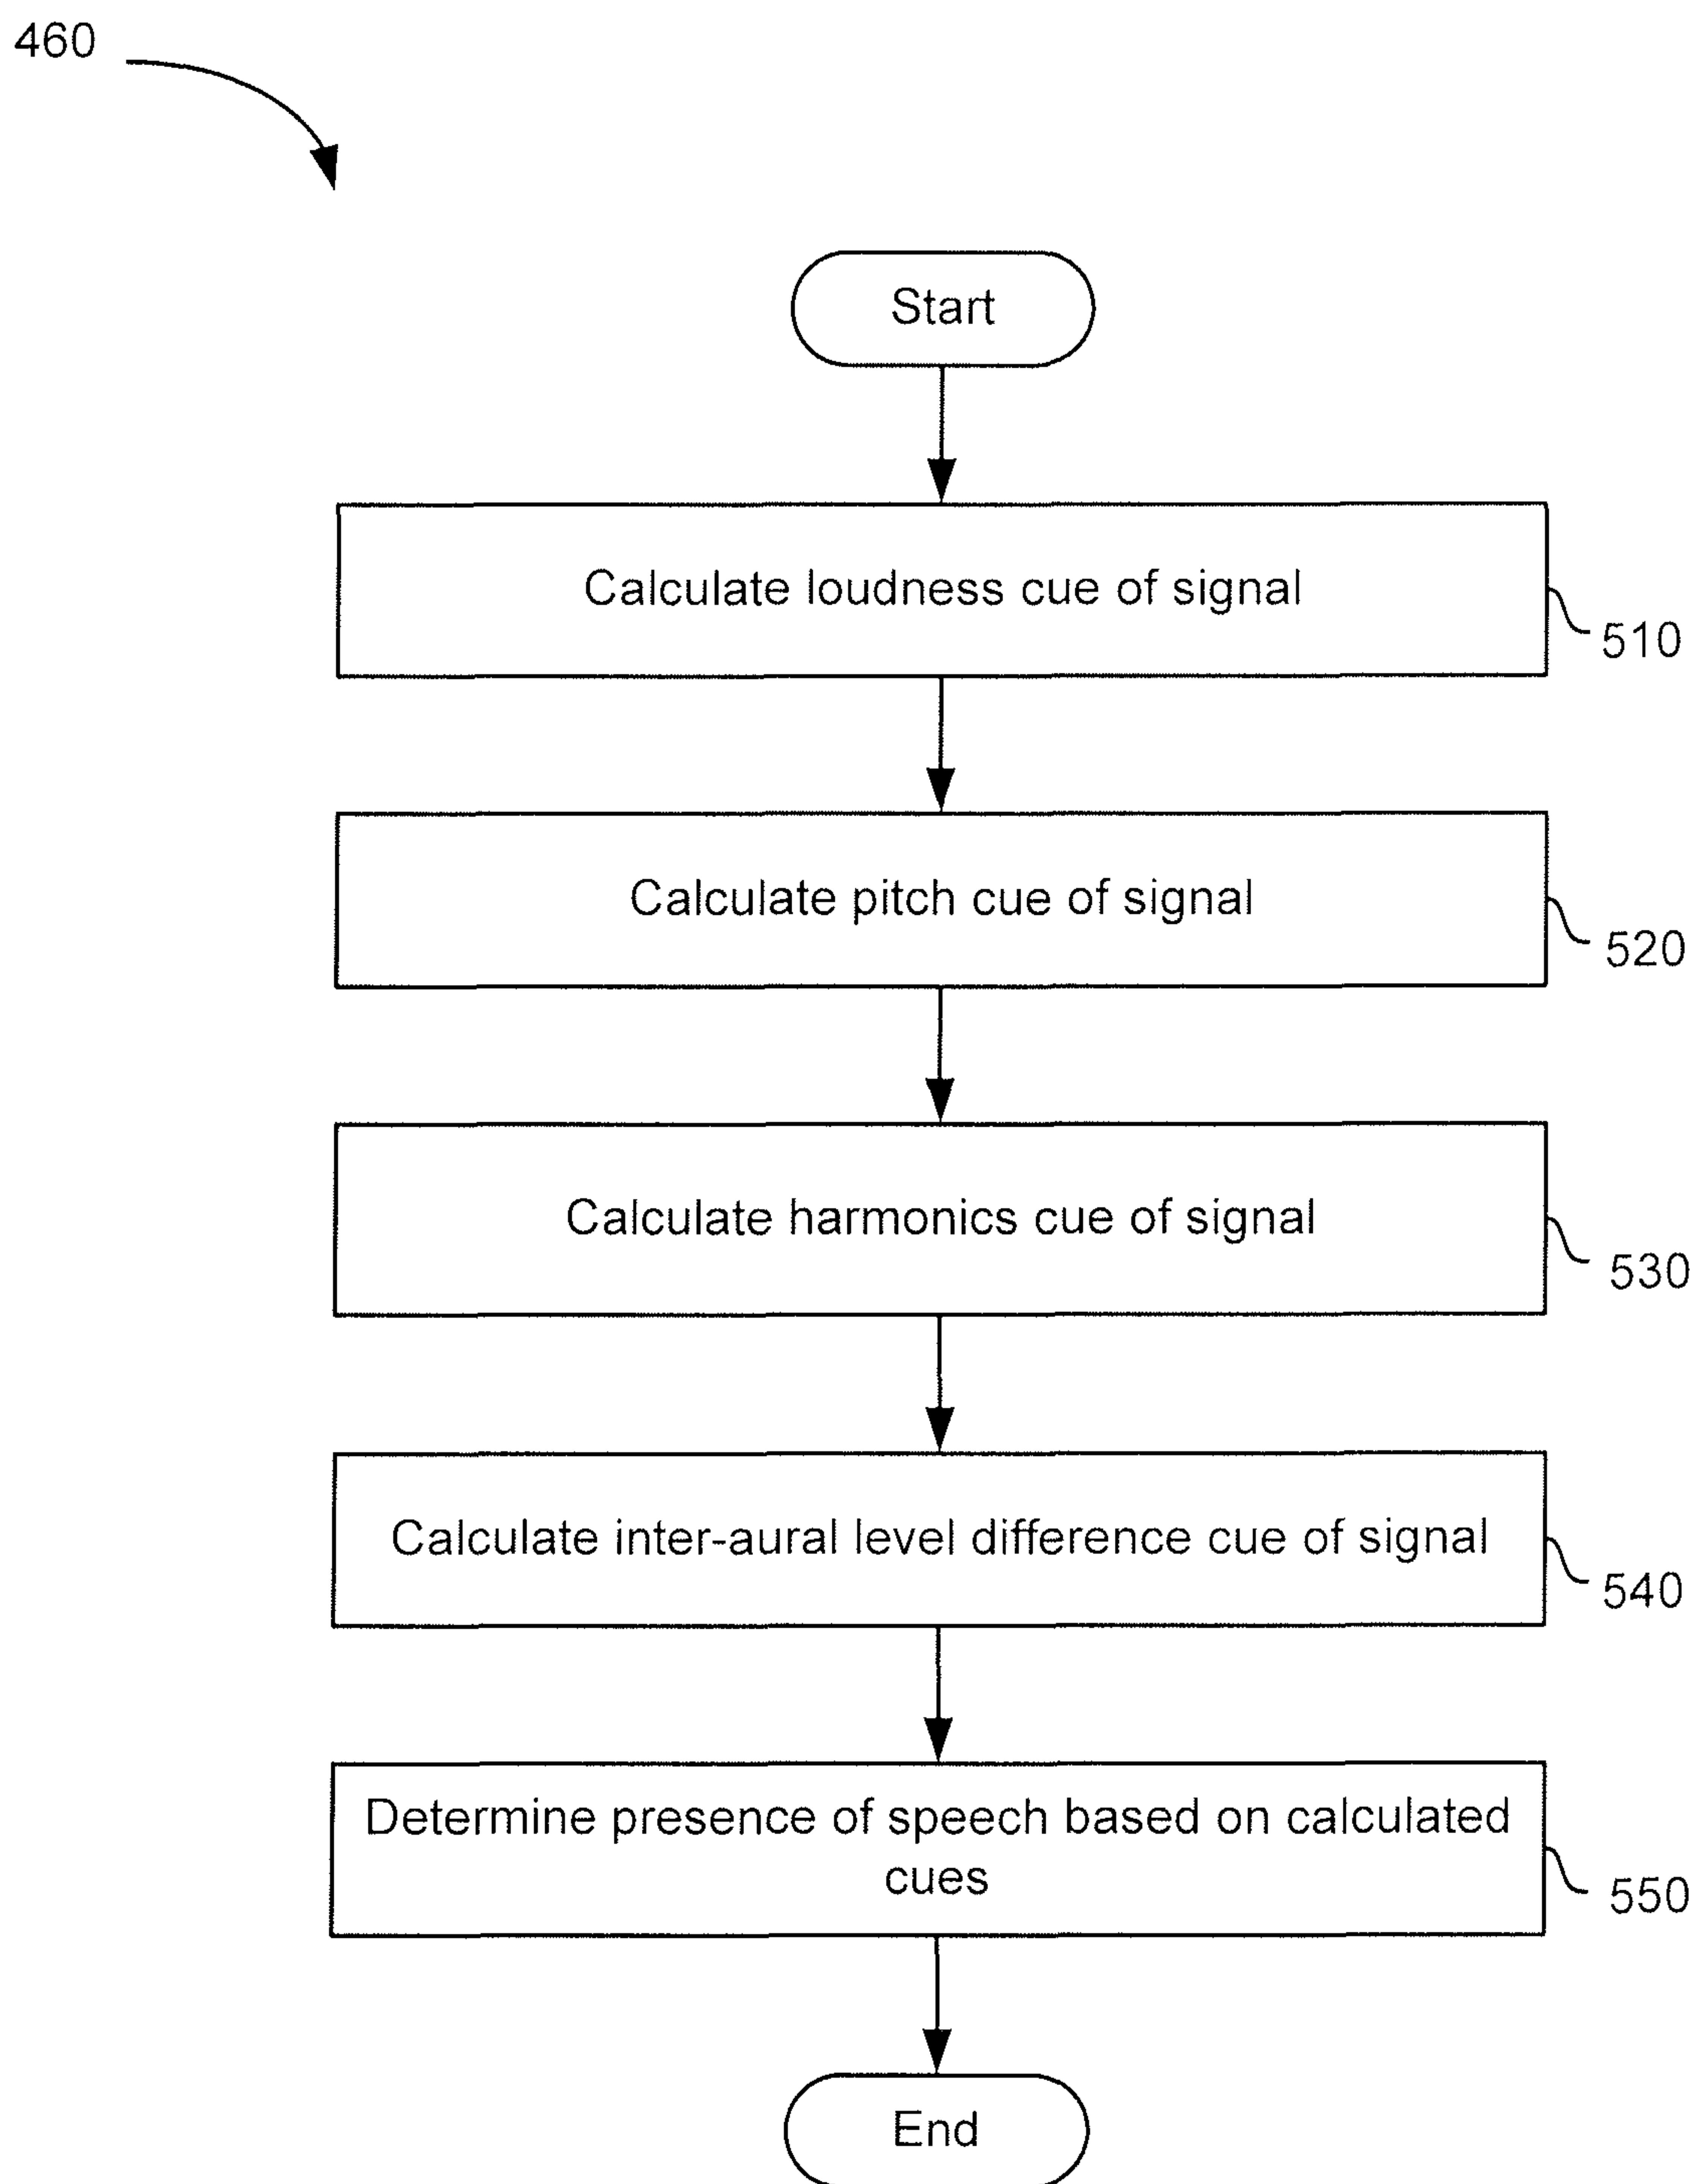 460
Start
Calculate loudness cue of signal
510
Calculate pitch cue of signal
520
Calculate harmonics cue of signal
530
Calculate inter-aural level difference cue of signal
540
Determine presence of speech based on calculated
cues
550
End